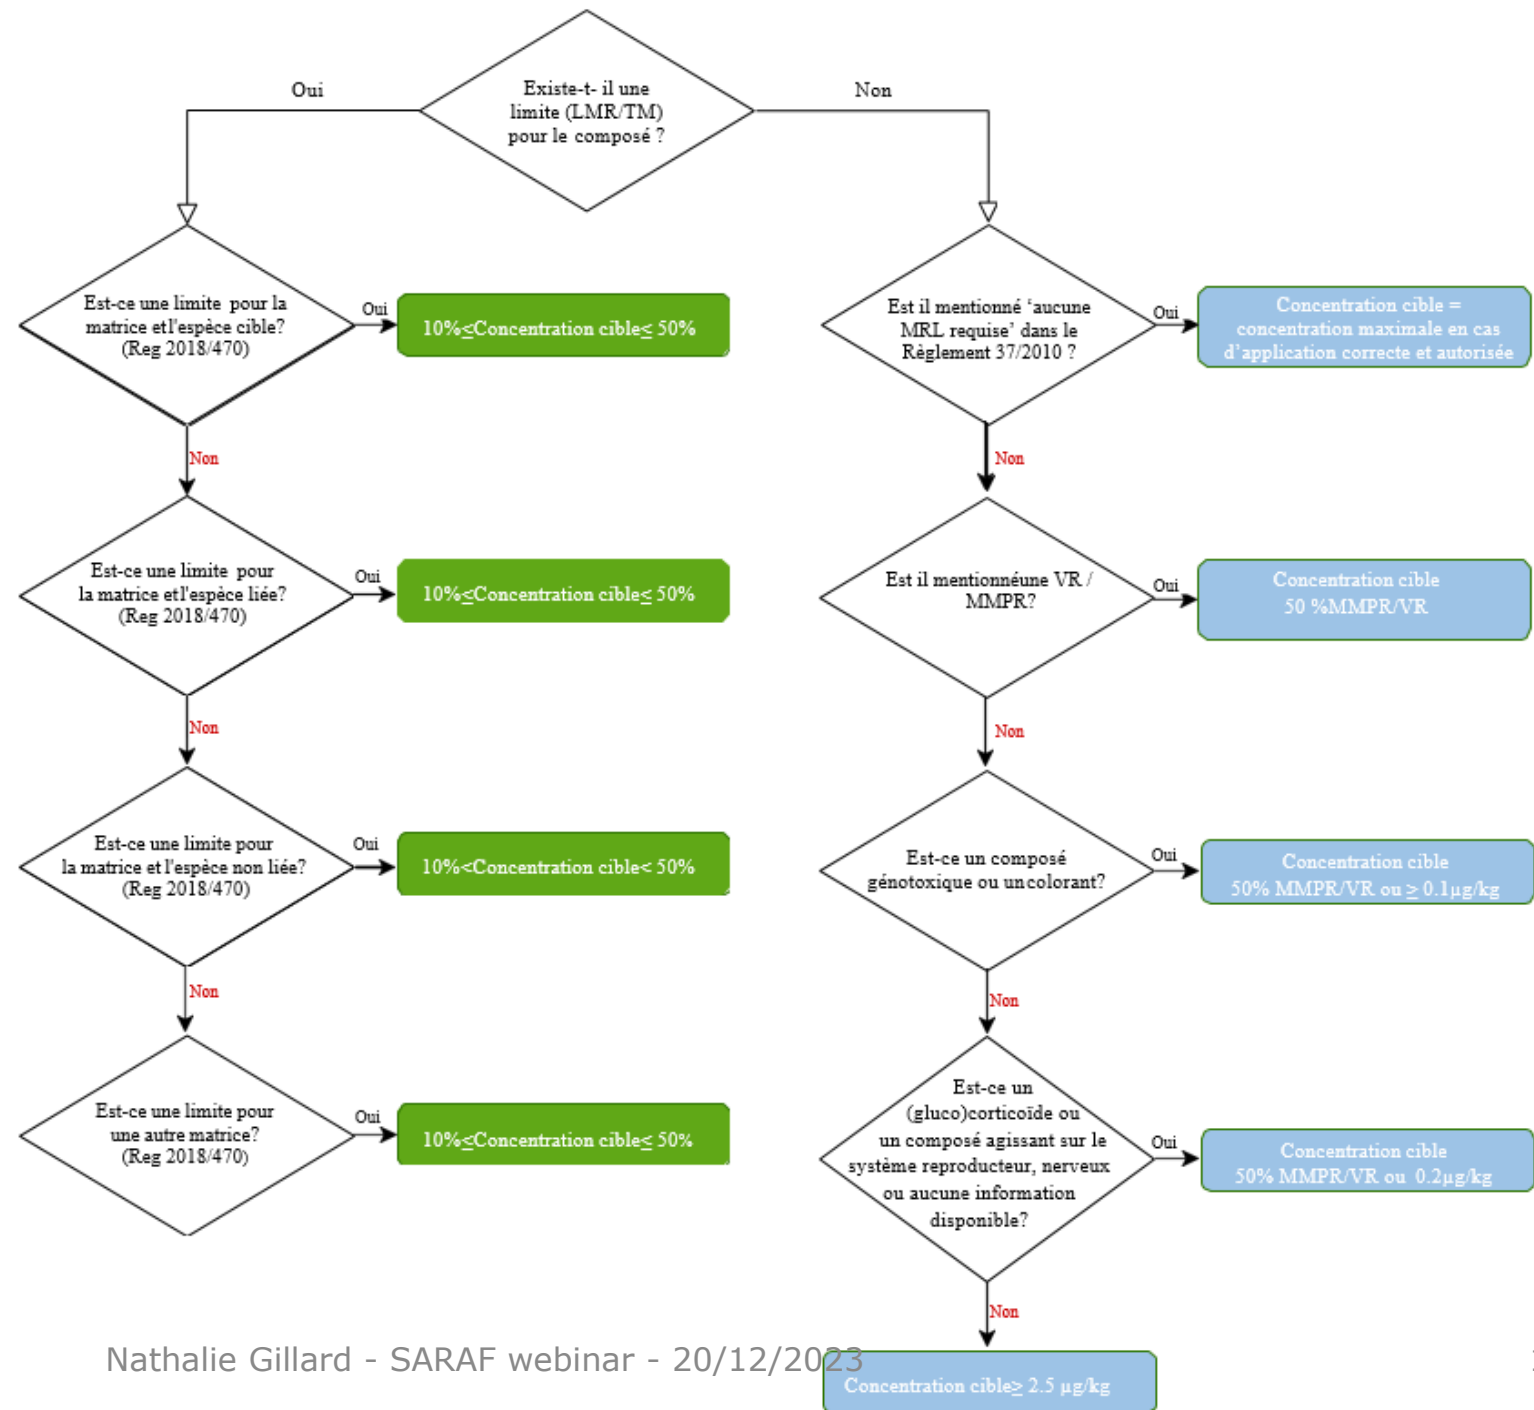 Existe-t- il une
limite (LMR/TM)
pour le composé ?
Oui
Non
Est-ce une limite  pour la
matrice etl'espèce cible?
(Reg 2018/470)
Oui
10%≤Concentration cible≤ 50%
Non
Est-ce une limite  pour
la matrice etl'espèce liée?
(Reg 2018/470)
Oui
10%≤Concentration cible≤ 50%
Non
Est-ce une limite pour
la matrice et l'espèce non liée?
(Reg 2018/470)
Oui
10%<Concentration cible< 50%
Non
Est-ce une limite pour
une autre matrice?
(Reg 2018/470)
Oui
10%≤Concentration cible≤ 50%
Est il mentionné ‘aucune
MRL requise’ dans le
Règlement 37/2010 ?
Oui
Concentration cible =
concentration maximale en cas
d’application correcte et autorisée
Non
Est il mentionnéune VR /
MMPR?
Oui
Concentration cible
50 %MMPR/VR
Non
Est-ce un composé
génotoxique ou uncolorant?
Oui
Concentration cible
50% MMPR/VR ou ≥ 0.1µg/kg
Non
Est-ce un
(gluco)corticoïde ou
un composé agissant sur le
système reproducteur, nerveux
ou aucune information
disponible?
Oui
Concentration cible
50% MMPR/VR ou  0.2µg/kg
Non
Concentration cible≥ 2.5 µg/kg
Nathalie Gillard - SARAF webinar - 20/12/2023